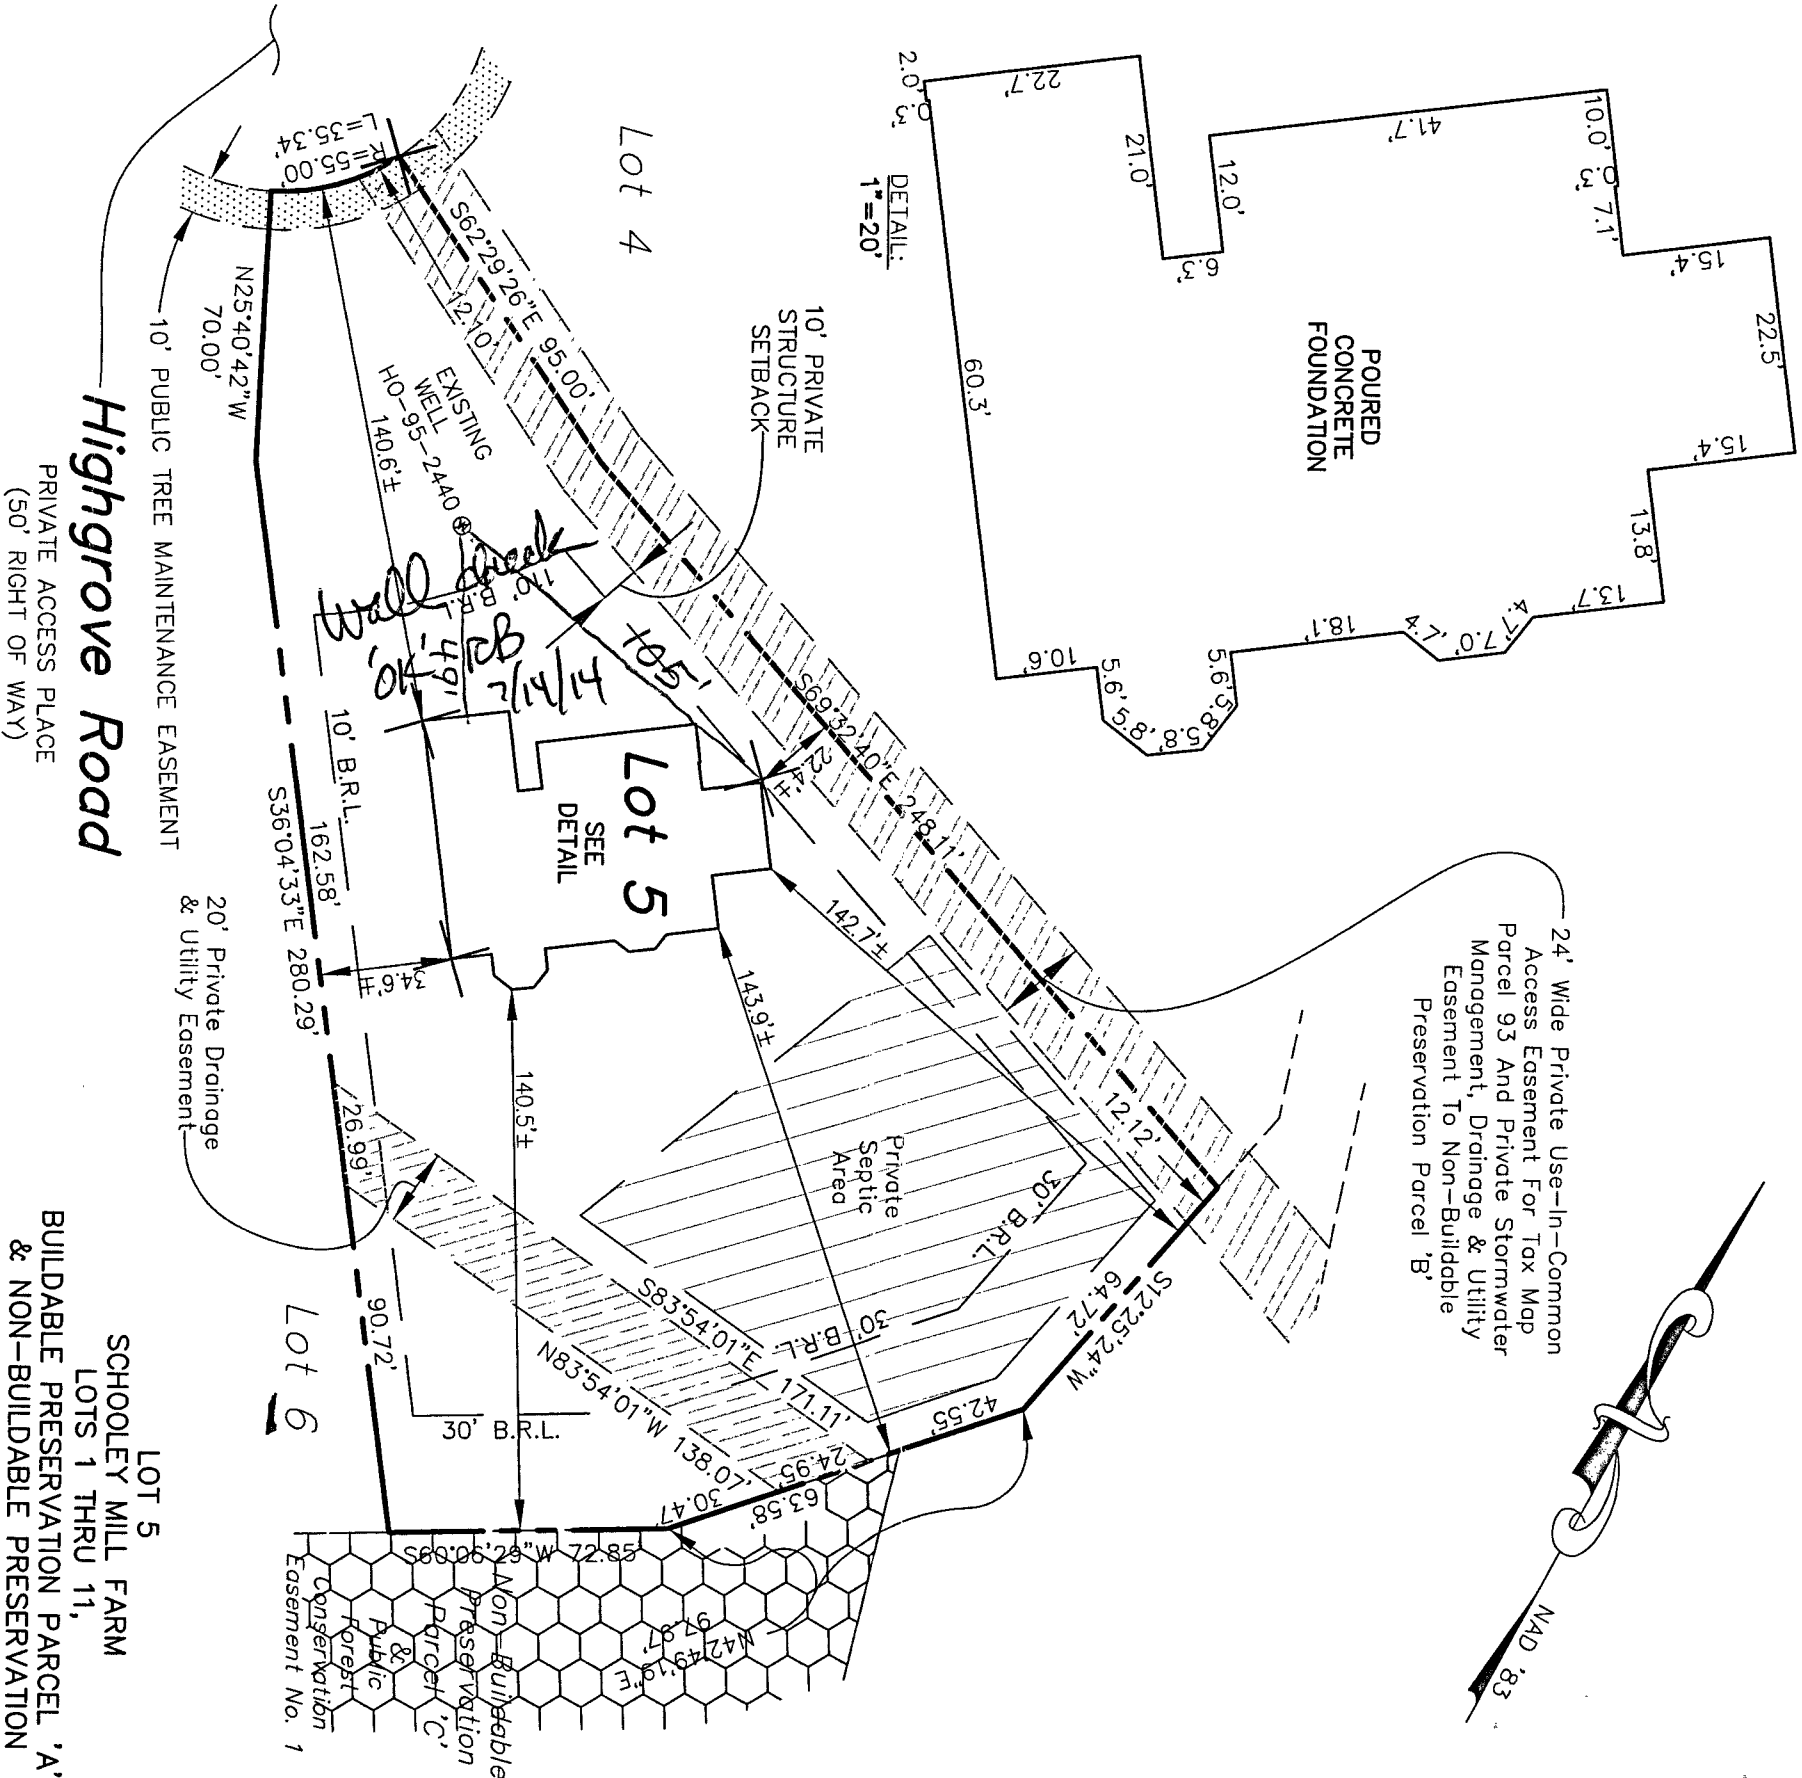 2.0'
0.3'
22.7'
21.0'
6.3'
12.0'
41.7'
10.0'
0.3'
7.1'
15.4'
22.5'
15.4'
13.8'
13.7'
4.7'
7.0'
4.7'
18.1'
5.6'
5.8'
5.8'
5.8'
5.6'
10.6'
60.3'
POURED
CONCRETE
FOUNDATION
DETAIL:
1"=20'
Lot 4
L=35.34'
R=55.00'
S62°29'26"E 95.00'
12.10'
N25°40'42"W
70.00'
140.6'±
EXISTING
WELL
HO-95-2440
10' PRIVATE
STRUCTURE
SETBACK
10' PUBLIC TREE MAINTENANCE EASEMENT
Highgrove Road
PRIVATE ACCESS PLACE
(50' RIGHT OF WAY)
Wall check
'OK' RB
7/14/14
110'
B.R.L.
49'
105'
S69°32'40"E 248.11'
22.4'±
Lot 5
SEE
DETAIL
10' B.R.L.
162.58'
S36°04'33"E 280.29'
34.6'±
142.7'±
143.9'±
140.5'±
24' Wide Private Use-In-Common
Access Easement For Tax Map
Parcel 93 And Private Stormwater
Management, Drainage & Utility
Easement To Non-Buildable
Preservation Parcel 'B'
12.12'
Private
Septic
Area
30' B.R.L.
30' B.R.L.
30' B.R.L.
20' Private Drainage
& Utility Easement
26.99'
90.72'
S83°54'01"E 171.11'
N83°54'01"W 138.07'
S12°25'24"W
64.72'
42.55'
24.95'
63.58'
30.47'
S60°06'29"W 72.85'
N42°49'19"E
97.97'
Non-Buildable
Preservation
Parcel 'C'
&
Public
Forest
Conservation
Easement No. 1
Lot 6
NAD '83
LOT 5
SCHOOLEY MILL FARM
LOTS 1 THRU 11,
BUILDABLE PRESERVATION PARCEL 'A'
& NON-BUILDABLE PRESERVATION